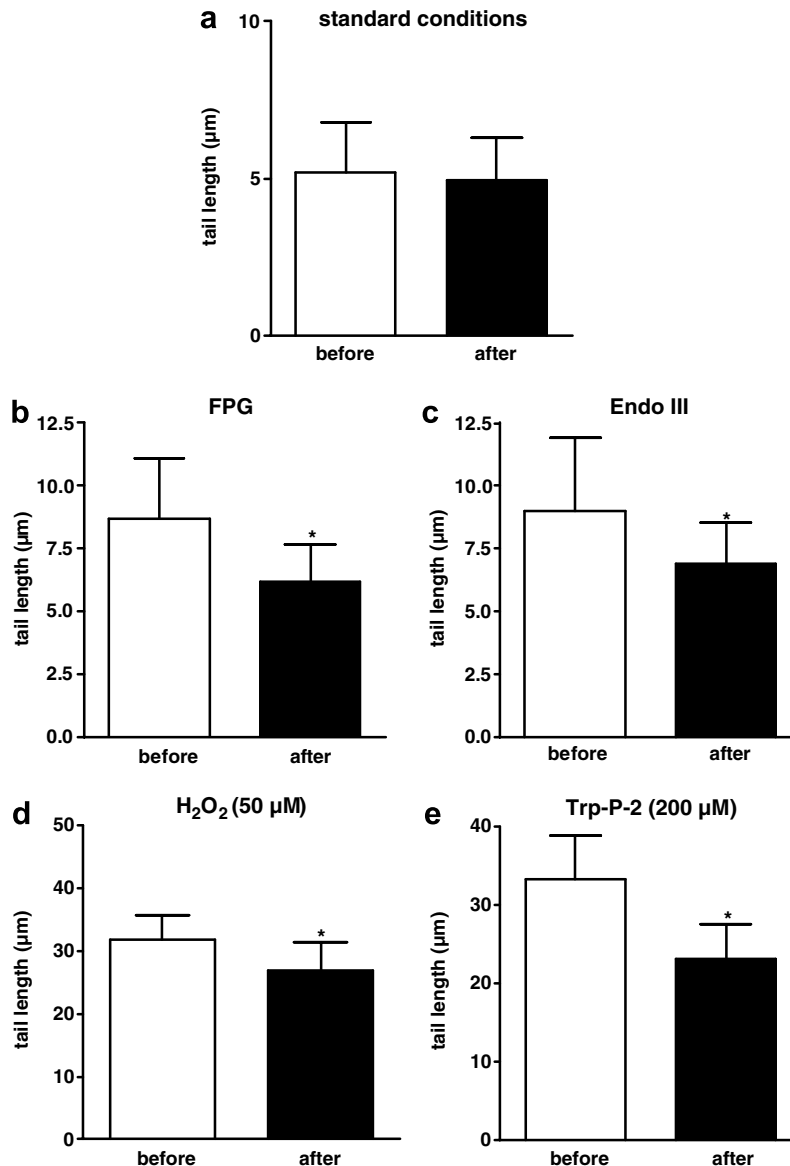 a
standard conditions
tail length (µm)
10
5
0
before
after
b
FPG
tail length (µm)
12.5
10.0
7.5
5.0
2.5
0.0
*
before
after
c
Endo III
tail length (µm)
12.5
10.0
7.5
5.0
2.5
0.0
*
before
after
d
H₂O₂ (50 µM)
tail length (µm)
50
40
30
20
10
0
*
before
after
e
Trp-P-2 (200 µM)
tail length (µm)
40
30
20
10
0
*
before
after